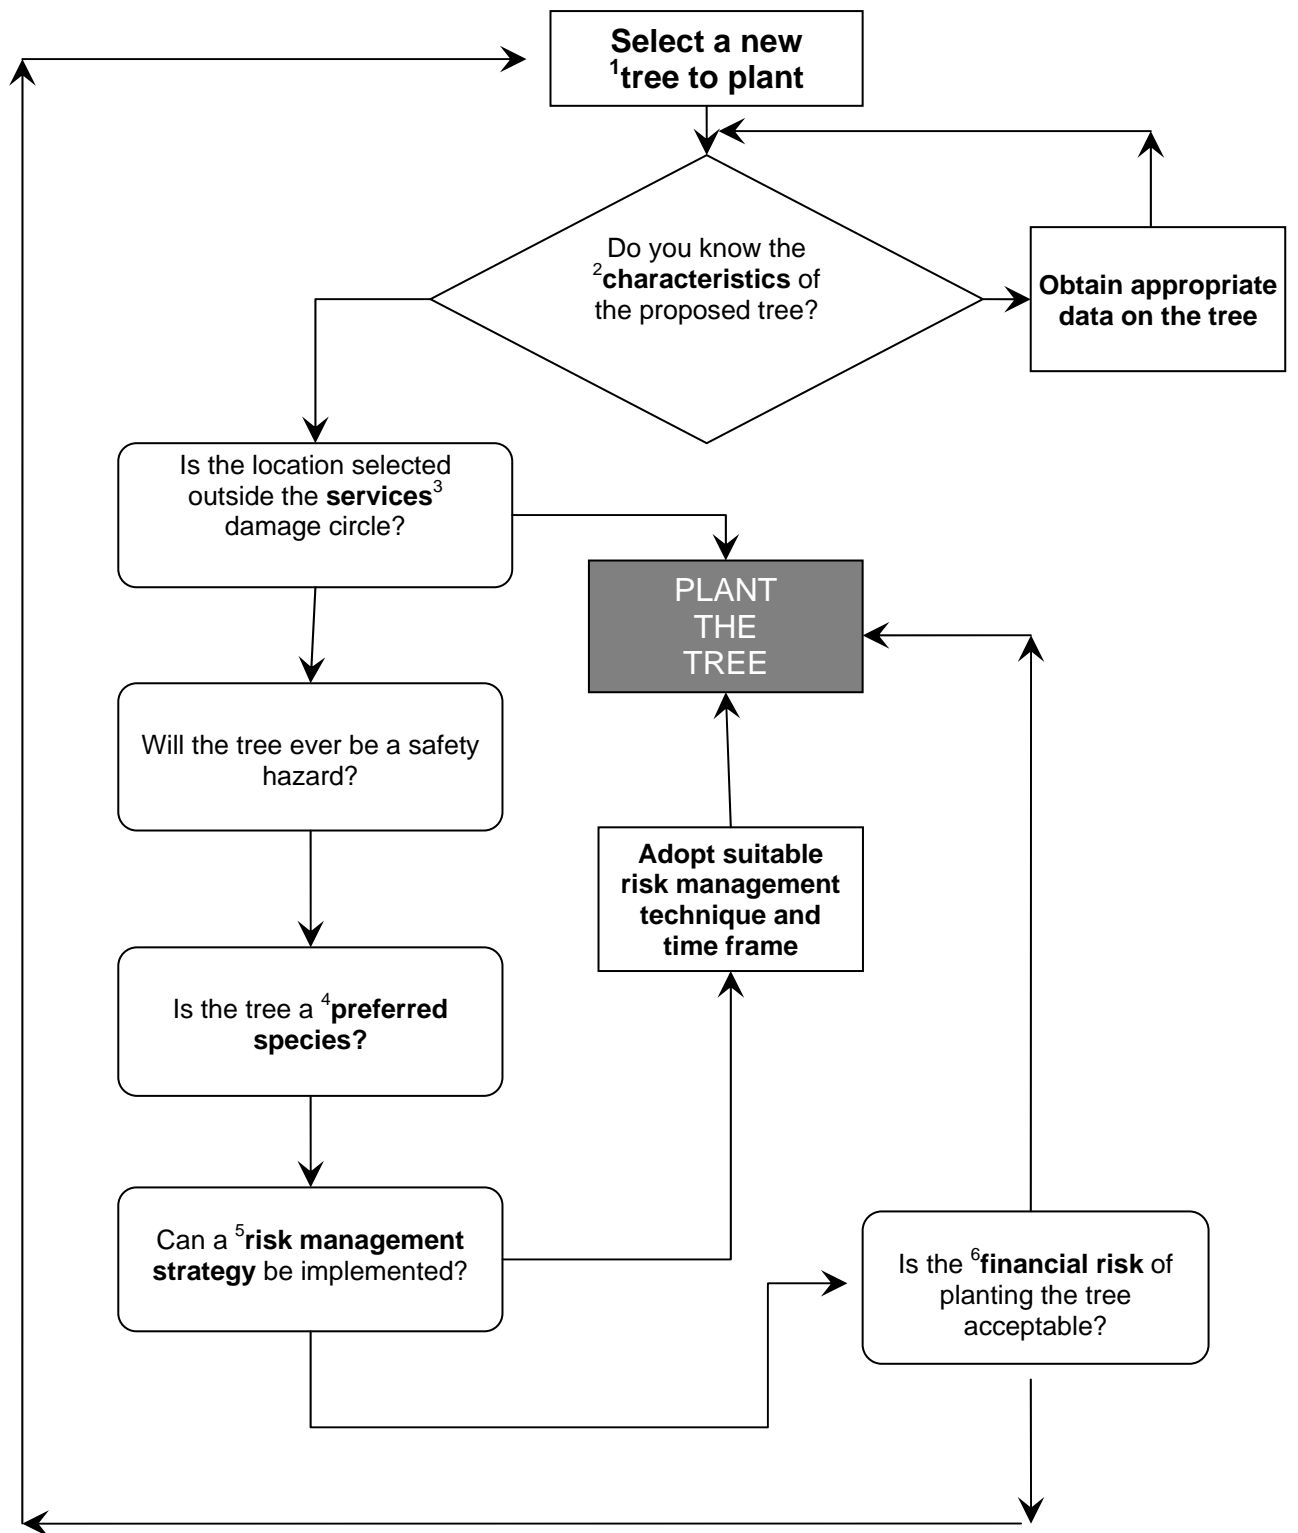 Select a new
¹tree to plant
Do you know the
²characteristics of
the proposed tree?
Obtain appropriate
data on the tree
Is the location selected
outside the services³
damage circle?
PLANT
THE
TREE
Will the tree ever be a safety
hazard?
Adopt suitable
risk management
technique and
time frame
Is the tree a ⁴preferred
species?
Can a ⁵risk management
strategy be implemented?
Is the ⁶financial risk of
planting the tree
acceptable?